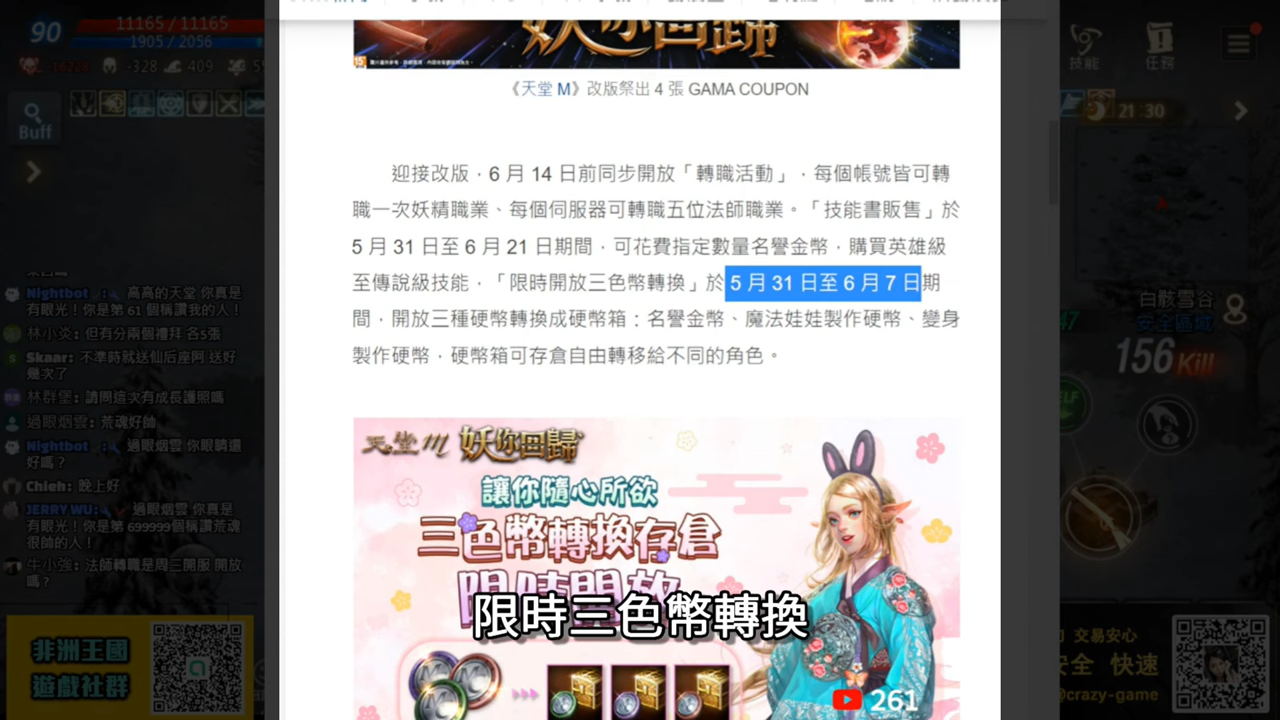 90
11165 / 11165
1905 / 2056
-328
409
Buff
技能
任務
21:30
妖你回歸
《天堂 M》改版祭出 4 張 GAMA COUPON
迎接改版，6 月 14 日前同步開放「轉職活動」，每個帳號皆可轉
職一次妖精職業、每個伺服器可轉職五位法師職業。「技能書販售」於
5 月 31 日至 6 月 21 日期間，可花費指定數量名譽金幣，購買英雄級
至傳說級技能，「限時開放三色幣轉換」於 5 月 31 日至 6 月 7 日期
間，開放三種硬幣轉換成硬幣箱：名譽金幣、魔法娃娃製作硬幣、變身
製作硬幣，硬幣箱可存倉自由轉移給不同的角色。
天堂M 妖你回歸
讓你隨心所欲
三色幣轉換存倉
限時開放
限時三色幣轉換
261
Nightbot : 高高的天堂 你真是
有眼光！你是第 61 個稱讚我的人！
林小炎: 但有分兩個禮拜 各5張
Skaar: 不準時就送仙后座阿 送好
幾次了
林群堡: 請問這次有成長護照嗎
過眼烟雲: 荒魂好帥
Nightbot : 過眼烟雲 你眼睛還
好嗎？
Chieh: 晚上好
JERRY WU: 過眼烟雲 你真是
有眼光！你是第 699999個稱讚荒魂
很帥的人！
牛小強: 法師轉職是周三開服 開放
嗎？
非洲王國
遊戲社群
白骸雪谷
安全區域
47
156 Kill
ELF
交易安心
安全 快速
@crazy-game